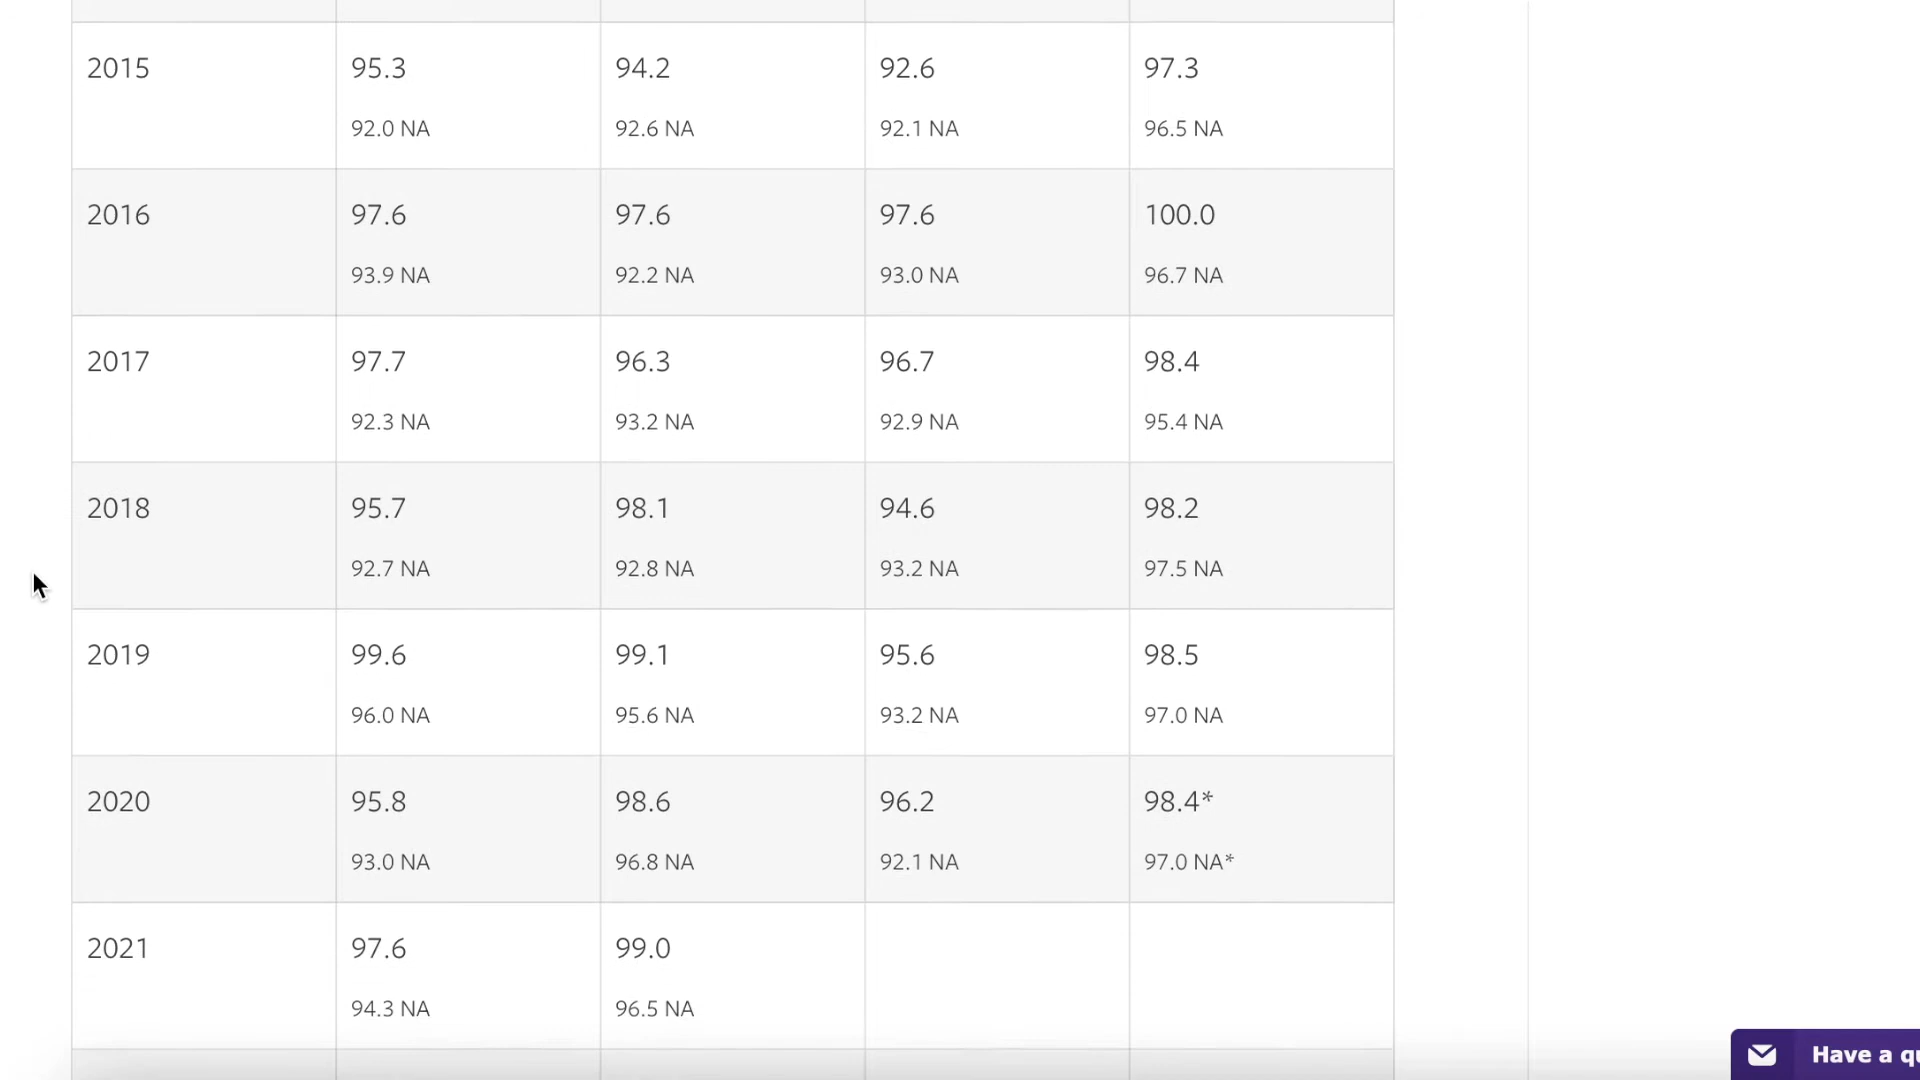 2015 95.3 94.2 92.6 97.3
92.0 NA 92.6 NA 92.1 NA 96.5 NA
2016 97.6 97.6 97.6 100.0
93.9 NA 92.2 NA 93.0 NA 96.7 NA
2017 97.7 96.3 96.7 98.4
92.3 NA 93.2 NA 92.9 NA 95.4 NA
2018 95.7 98.1 94.6 98.2
92.7 NA 92.8 NA 93.2 NA 97.5 NA
2019 99.6 99.1 95.6 98.5
96.0 NA 95.6 NA 93.2 NA 97.0 NA
2020 95.8 98.6 96.2 98.4*
93.0 NA 96.8 NA 92.1 NA 97.0 NA*
2021 97.6 99.0
94.3 NA 96.5 NA
Have a